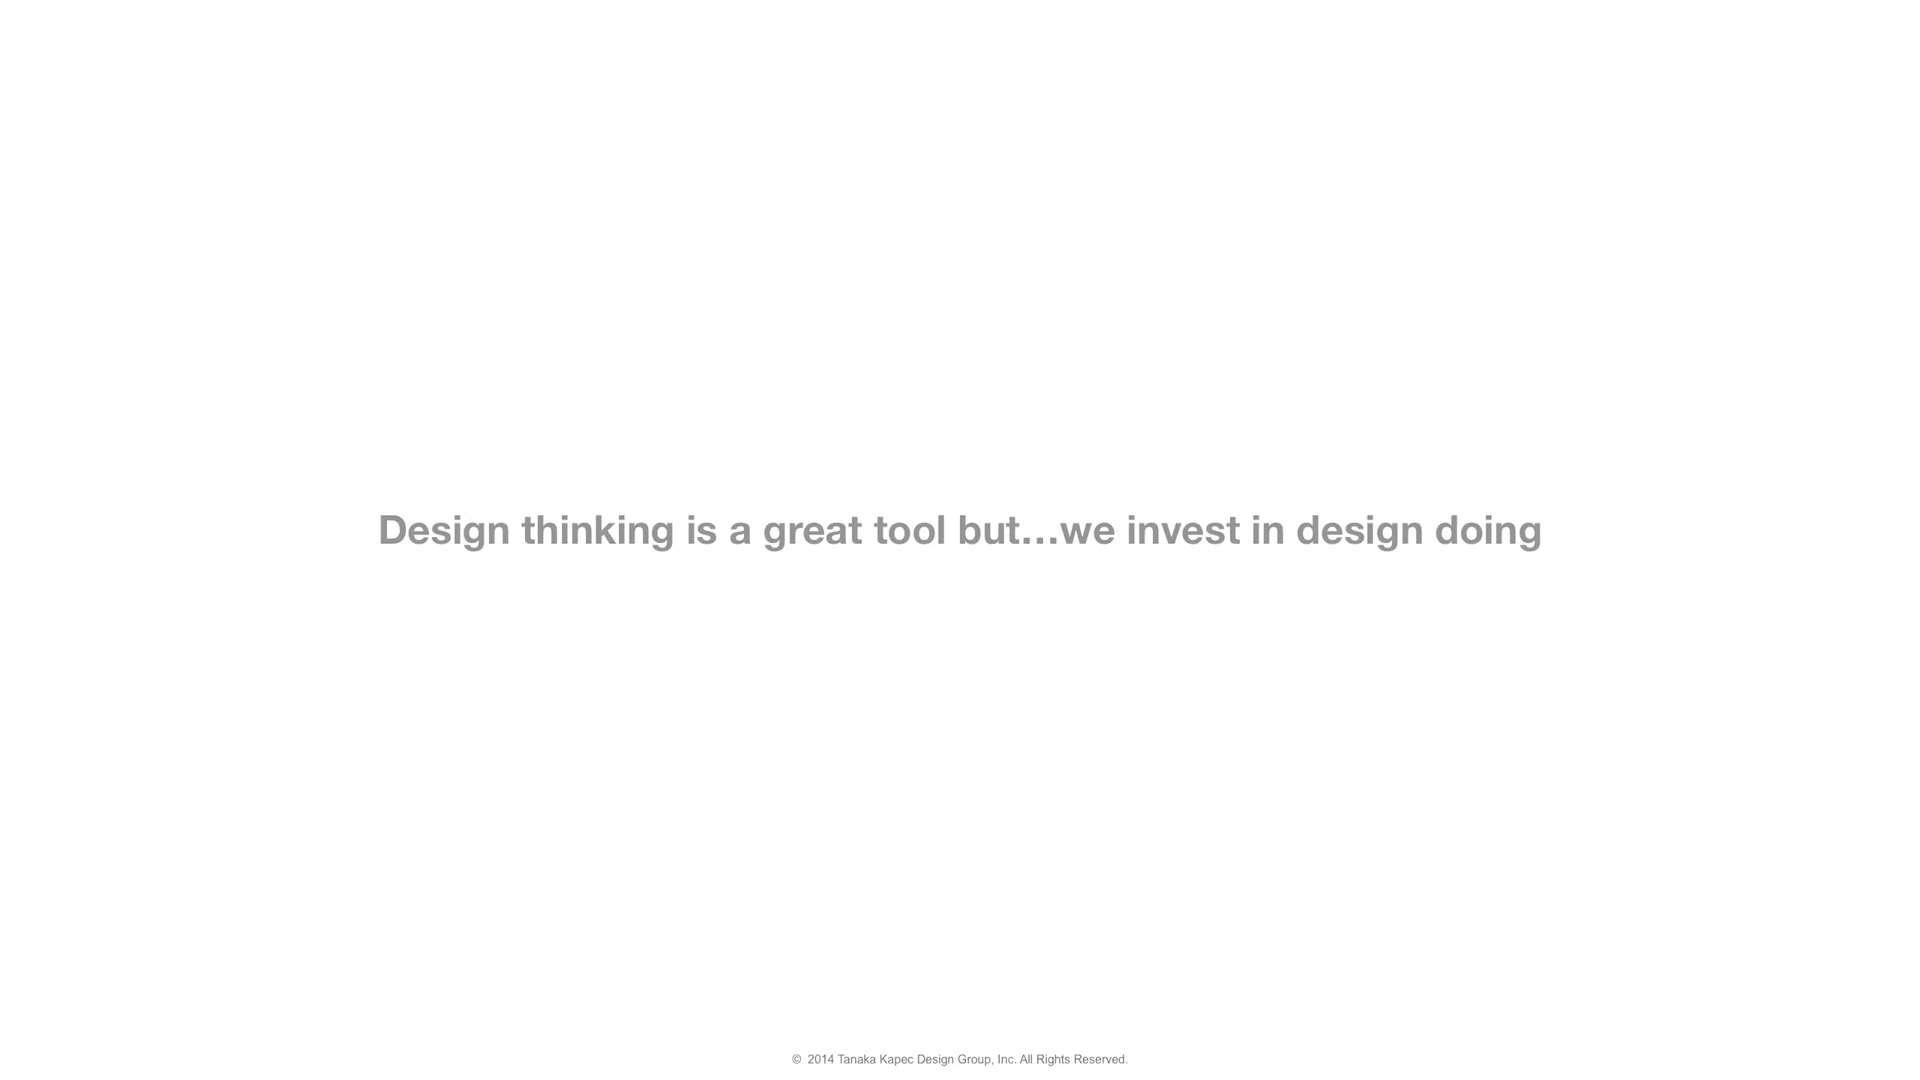 Design thinking is a great tool but…we invest in design doing
© 2014 Tanaka Kapec Design Group, Inc. All Rights Reserved.